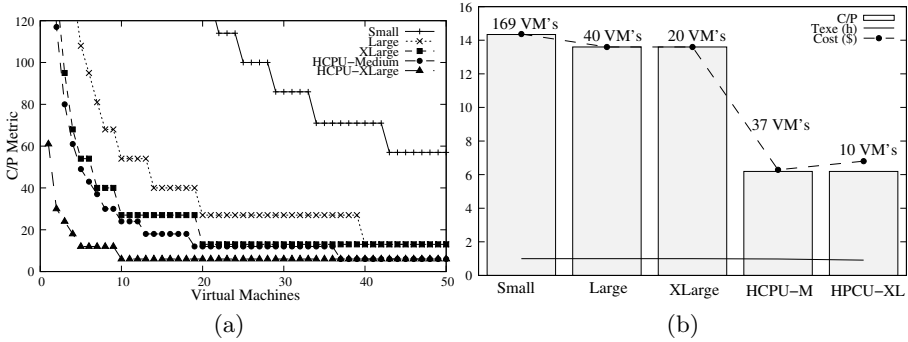 C/P Metric
120
100
80
60
40
20
0
0
10
20
30
40
50
Virtual Machines
Small
Large
XLarge
HCPU-Medium
HCPU-XLarge
(a)
16
14
12
10
8
6
4
2
0
169 VM's
40 VM's
20 VM's
37 VM's
10 VM's
C/P
Texe (h)
Cost ($)
Small
Large
XLarge
HCPU-M
HPCU-XL
(b)